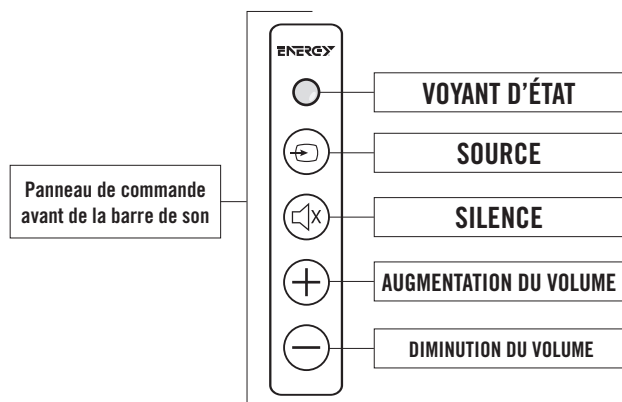 ENERGY
VOYANT D'ÉTAT
SOURCE
Panneau de commande
avant de la barre de son
SILENCE
AUGMENTATION DU VOLUME
DIMINUTION DU VOLUME